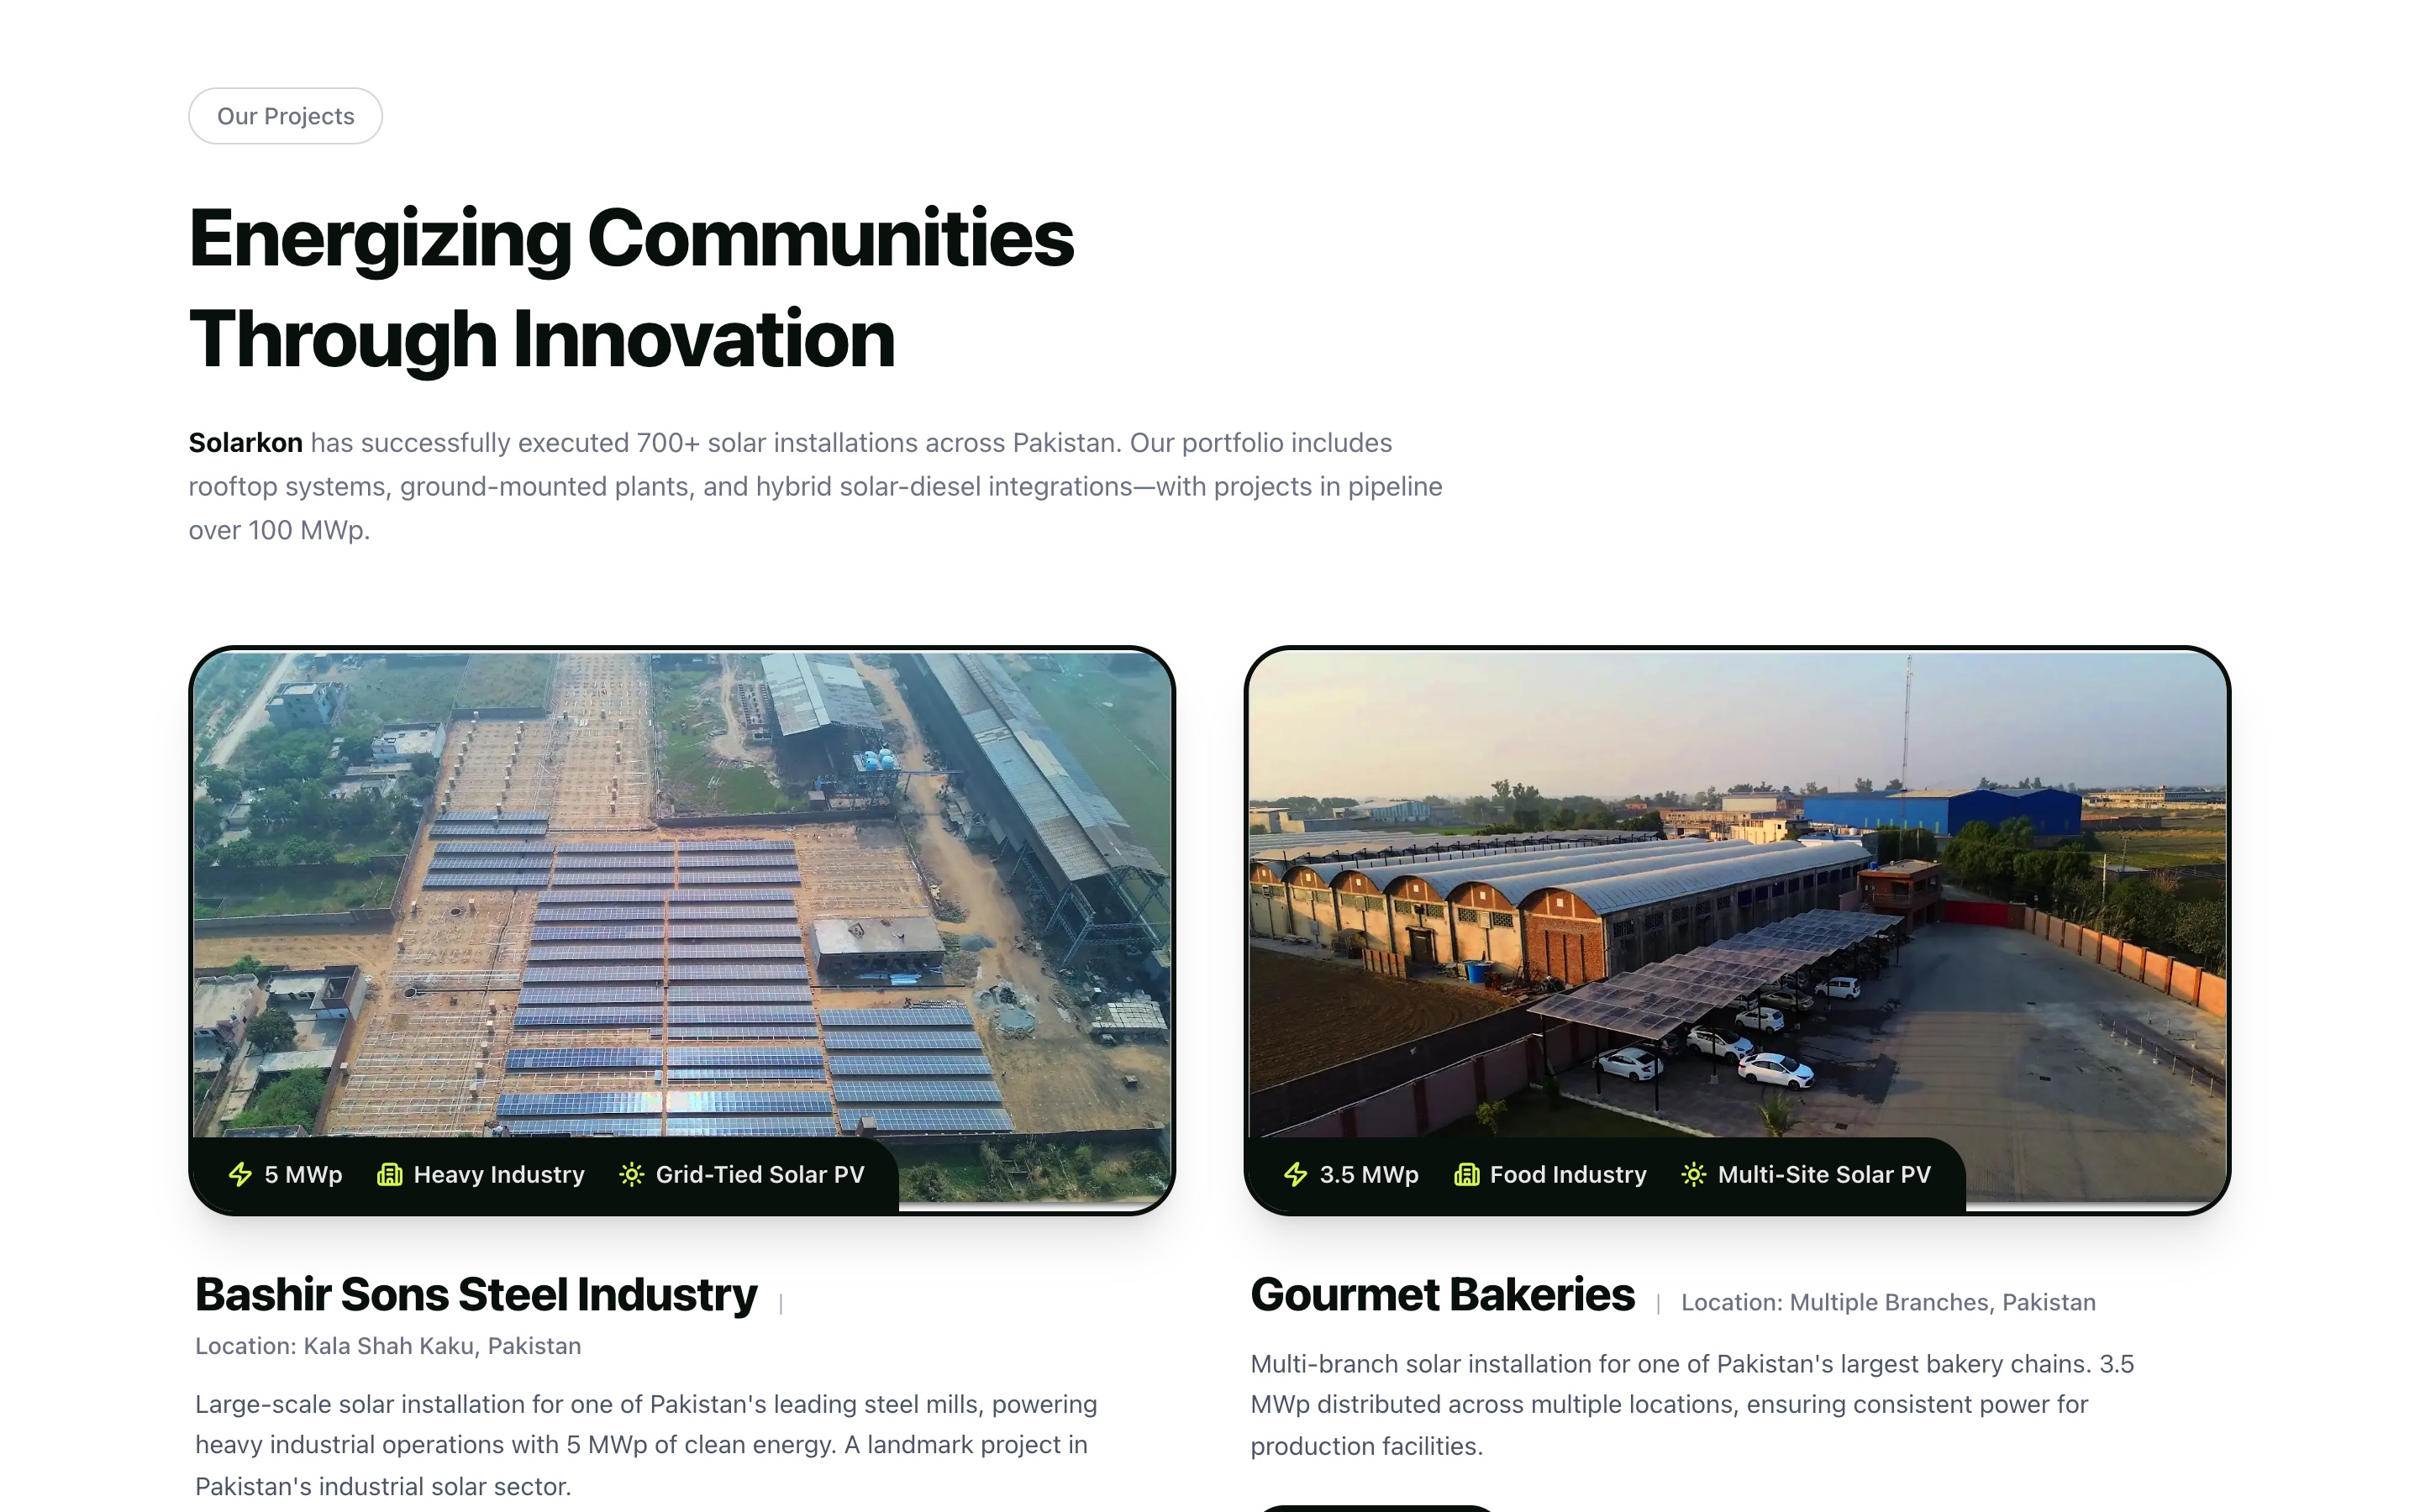 Our Projects
Energizing Communities
Through Innovation
Solarkon has successfully executed 700+ solar installations across Pakistan. Our portfolio includes
rooftop systems, ground-mounted plants, and hybrid solar-diesel integrations—with projects in pipeline
over 100 MWp.
5 MWp Heavy Industry Grid-Tied Solar PV
Bashir Sons Steel Industry |
Location: Kala Shah Kaku, Pakistan
Large-scale solar installation for one of Pakistan's leading steel mills, powering
heavy industrial operations with 5 MWp of clean energy. A landmark project in
Pakistan's industrial solar sector.
3.5 MWp Food Industry Multi-Site Solar PV
Gourmet Bakeries | Location: Multiple Branches, Pakistan
Multi-branch solar installation for one of Pakistan's largest bakery chains. 3.5
MWp distributed across multiple locations, ensuring consistent power for
production facilities.